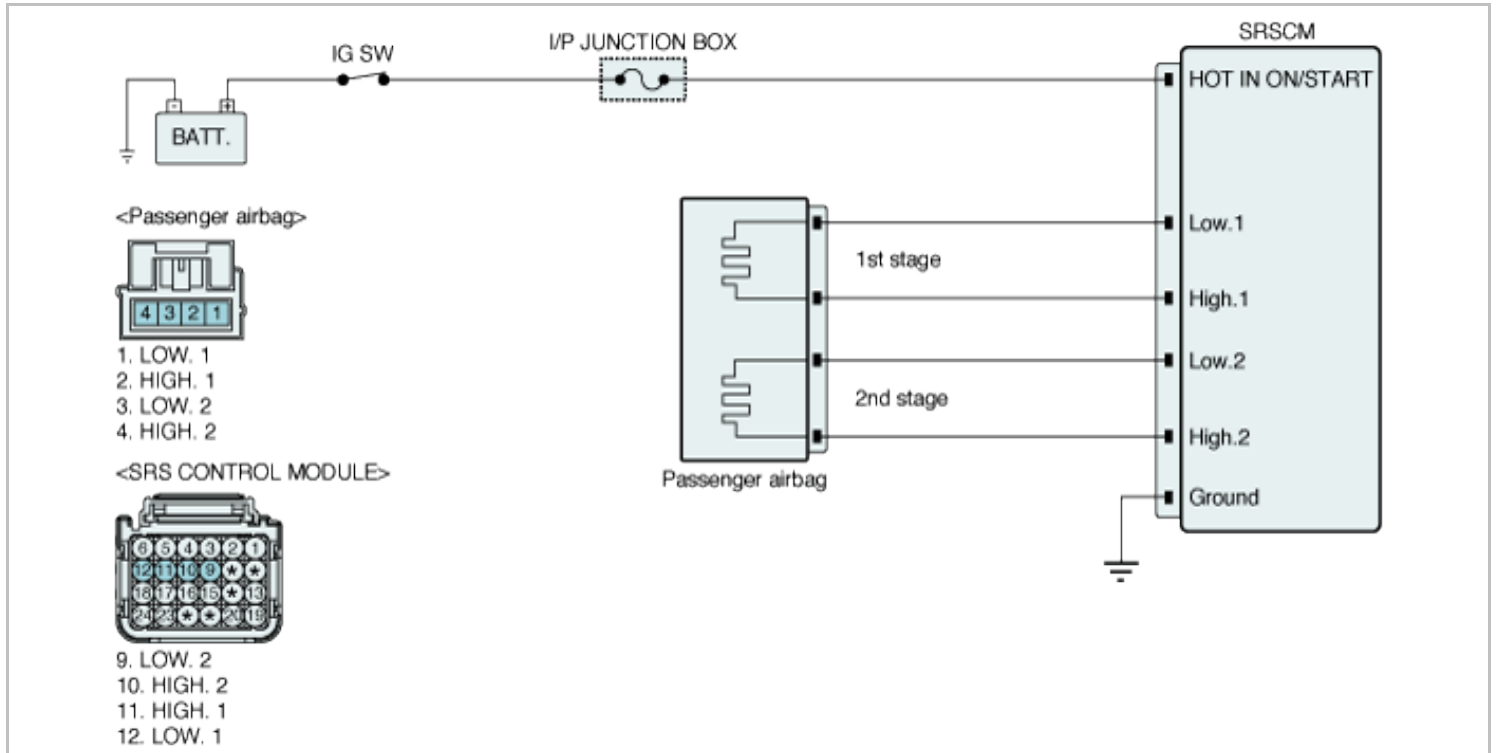 SRSCM
IG SW
I/P JUNCTION BOX
HOT IN ON/START
- +
BATT.
<Passenger airbag>
4 3 2 1
1. LOW. 1
2. HIGH. 1
3. LOW. 2
4. HIGH. 2
Low.1
1st stage
High.1
Low.2
2nd stage
High.2
Passenger airbag
Ground
<SRS CONTROL MODULE>
6 5 4 3 2 1
12 11 10 9 * *
18 17 16 15 * 13
24 23 * * 20 19
9. LOW. 2
10. HIGH. 2
11. HIGH. 1
12. LOW. 1